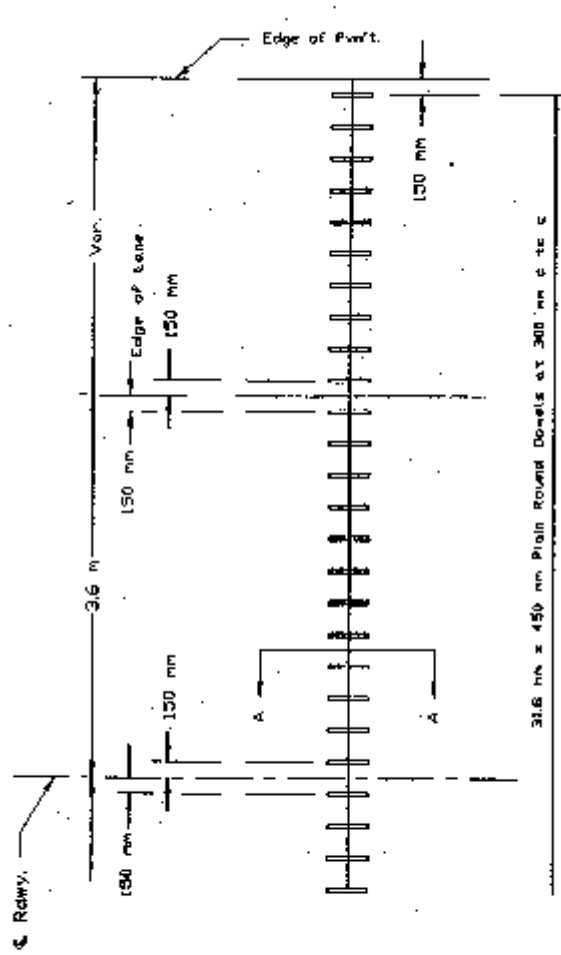 Edge of Pvm't.
Var.
Edge of Lane.
150 mm
150 mm
150 mm
3.6 m
150 mm
150 mm
A
A
31.8 mm x 450 mm Plain Round Dowels at 300 mm ¢ to ¢
℄ Rdwy.